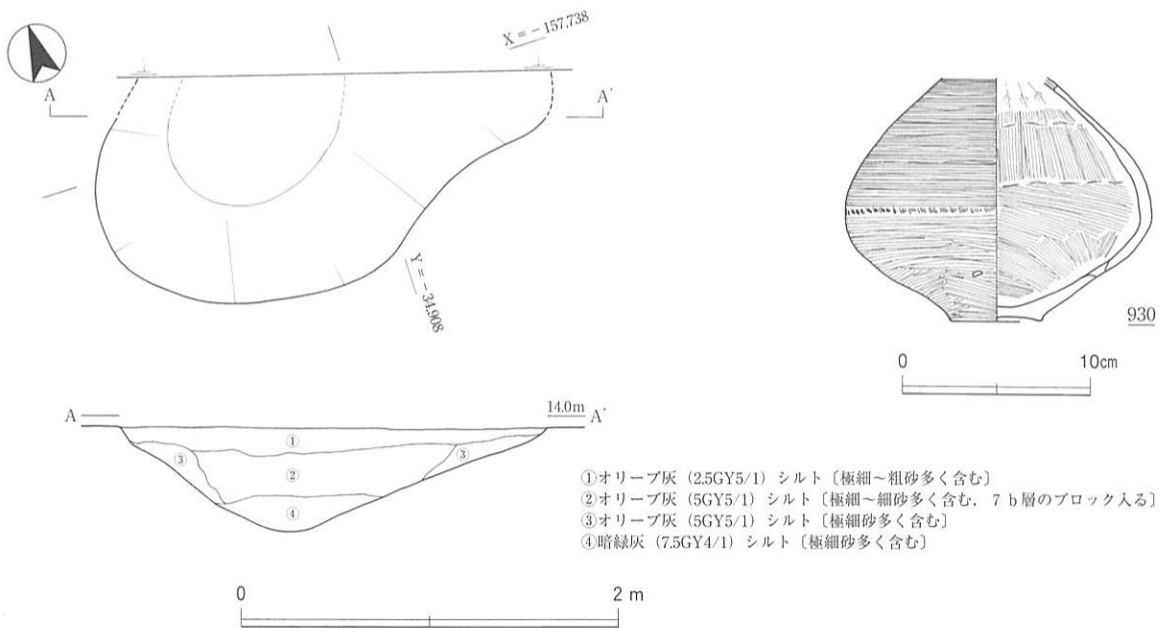 X＝－157,738
A A´
Y＝－34,908
930
0 10cm
A 14.0m A´
①
③ ③
②
④
①オリーブ灰（2.5GY5/1）シルト〔極細～粗砂多く含む〕
②オリーブ灰（5GY5/1）シルト〔極細～細砂多く含む．７ｂ層のブロック入る〕
③オリーブ灰（5GY5/1）シルト〔極細砂多く含む〕
④暗緑灰（7.5GY4/1）シルト〔極細砂多く含む〕
0 2 m